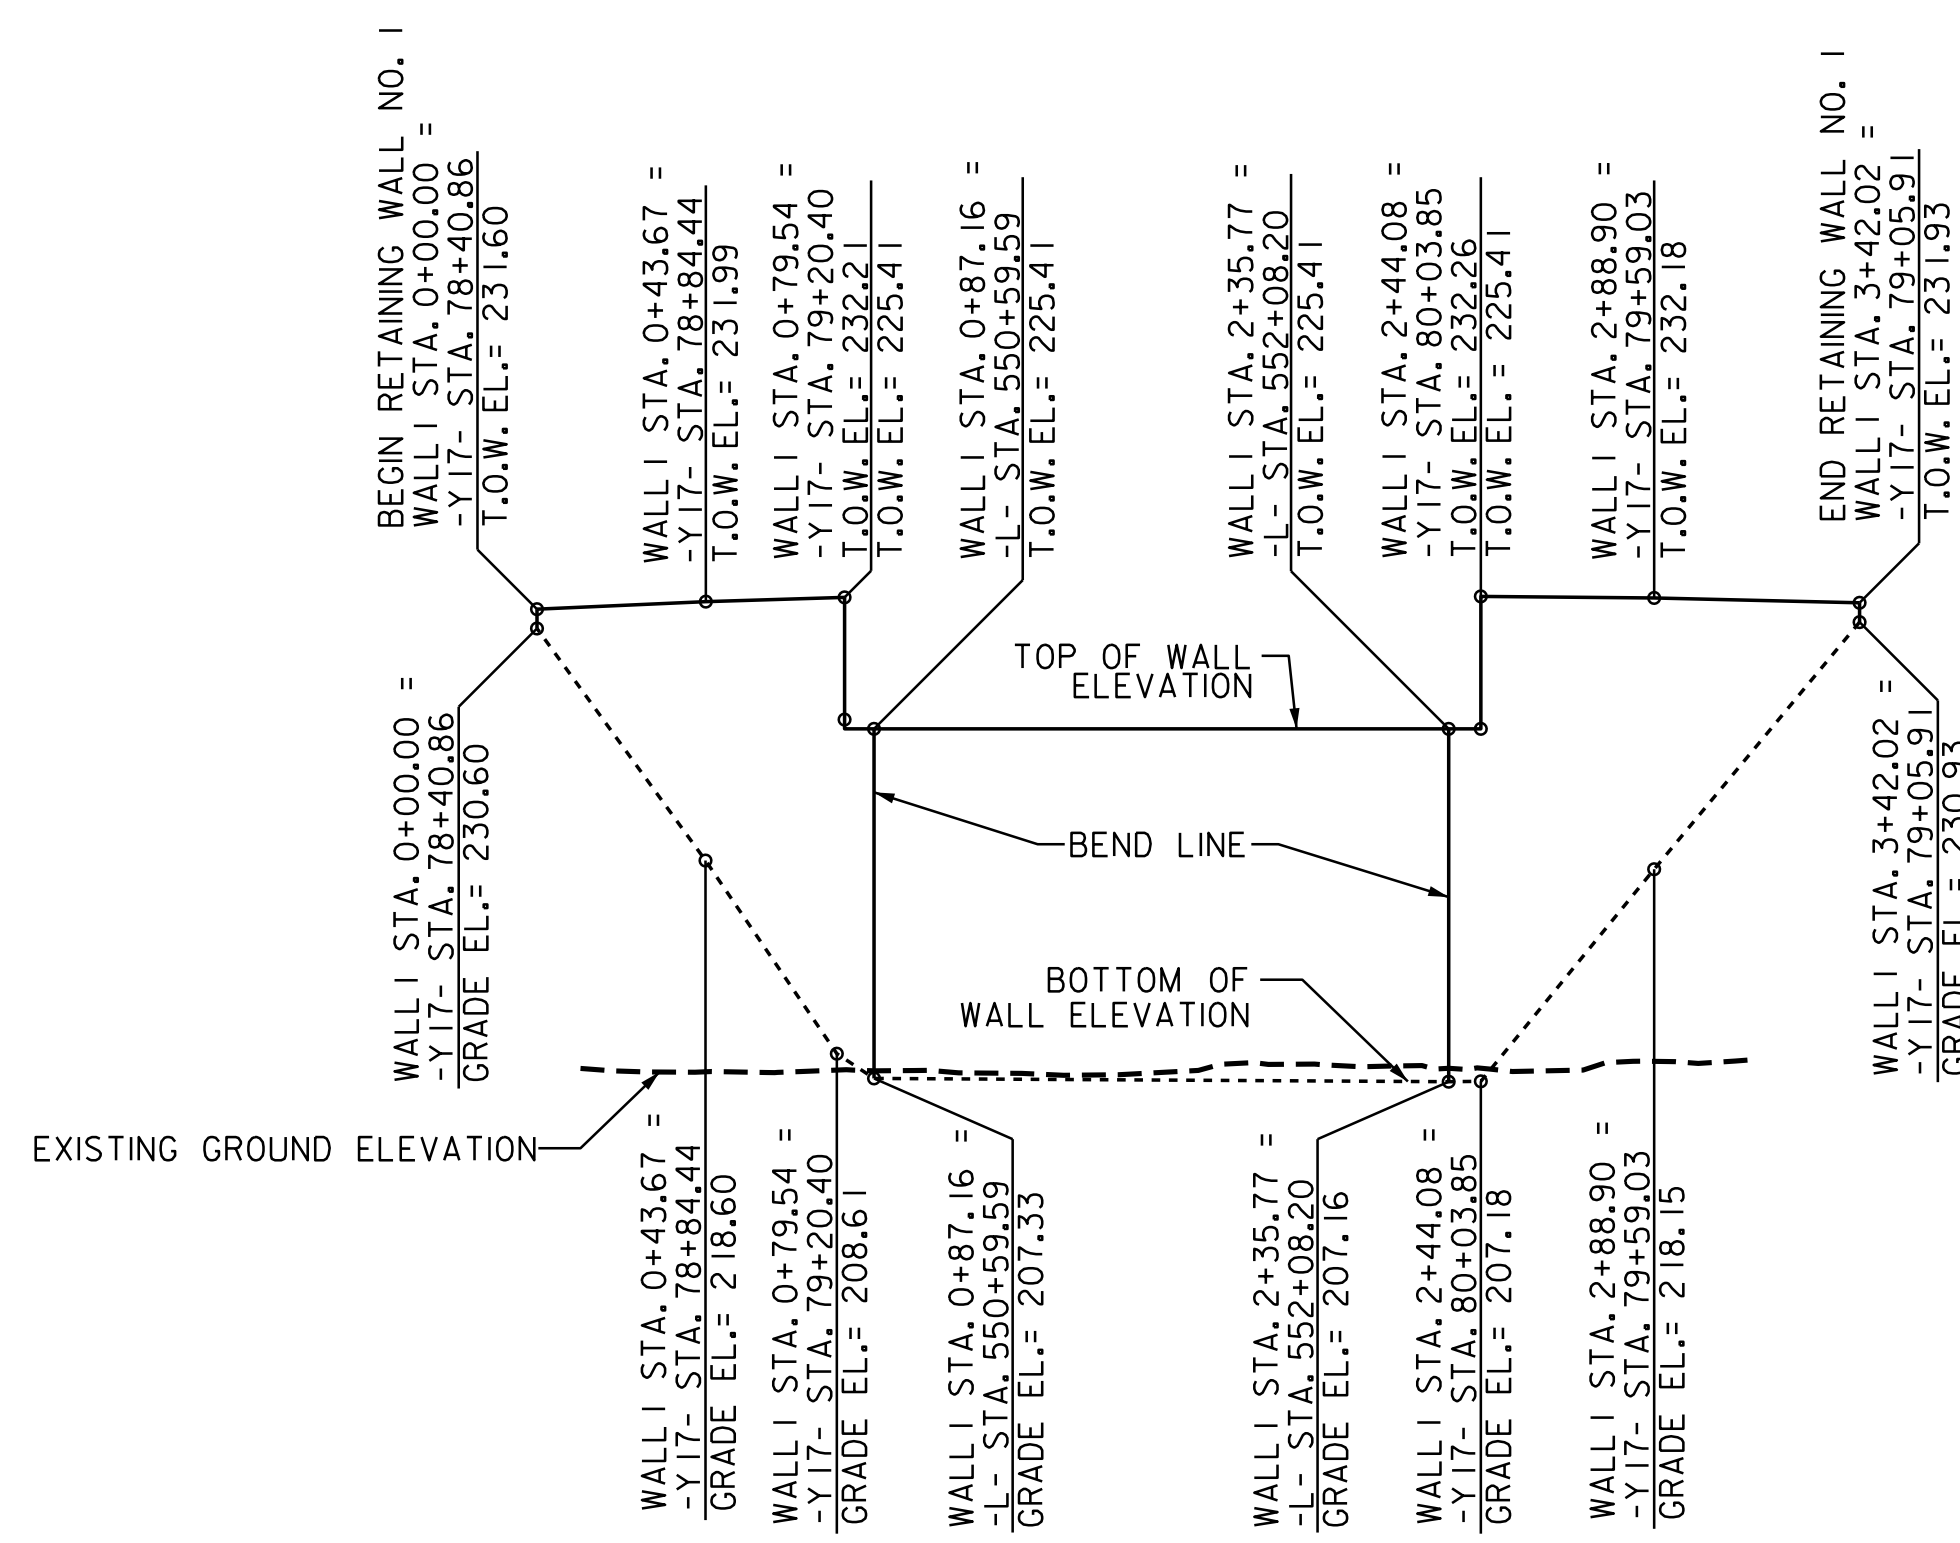 BEGIN RETAINING WALL NO. 1
WALL 1 STA. 0+00.00 =
-Y17- STA. 78+40.86
T.O.W. EL.= 231.60
WALL 1 STA. 0+43.67 =
-Y17- STA. 78+84.44
T.O.W. EL.= 231.99
WALL 1 STA. 0+79.54 =
-Y17- STA. 79+20.40
T.O.W. EL.= 232.21
T.O.W. EL.= 225.41
WALL 1 STA. 0+87.16 =
-L- STA. 550+59.59
T.O.W. EL.= 225.41
WALL 1 STA. 2+35.77 =
-L- STA. 552+08.20
T.O.W. EL.= 225.41
WALL 1 STA. 2+44.08 =
-Y17- STA. 80+03.85
T.O.W. EL.= 232.26
T.O.W. EL.= 225.41
WALL 1 STA. 2+88.90 =
-Y17- STA. 79+59.03
T.O.W. EL.= 232.18
END RETAINING WALL NO. 1
WALL 1 STA. 3+42.02 =
-Y17- STA. 79+05.91
T.O.W. EL.= 231.93
TOP OF WALL
ELEVATION
BEND LINE
BOTTOM OF
WALL ELEVATION
EXISTING GROUND ELEVATION
WALL 1 STA. 0+00.00 =
-Y17- STA. 78+40.86
GRADE EL.= 230.60
WALL 1 STA. 0+43.67 =
-Y17- STA. 78+84.44
GRADE EL.= 218.60
WALL 1 STA. 0+79.54 =
-Y17- STA. 79+20.40
GRADE EL.= 208.61
WALL 1 STA. 0+87.16 =
-L- STA. 550+59.59
GRADE EL.= 207.33
WALL 1 STA. 2+35.77 =
-L- STA. 552+08.20
GRADE EL.= 207.16
WALL 1 STA. 2+44.08 =
-Y17- STA. 80+03.85
GRADE EL.= 207.18
WALL 1 STA. 2+88.90 =
-Y17- STA. 79+59.03
GRADE EL.= 218.15
WALL 1 STA. 3+42.02 =
-Y17- STA. 79+05.91
GRADE EL.= 230.93